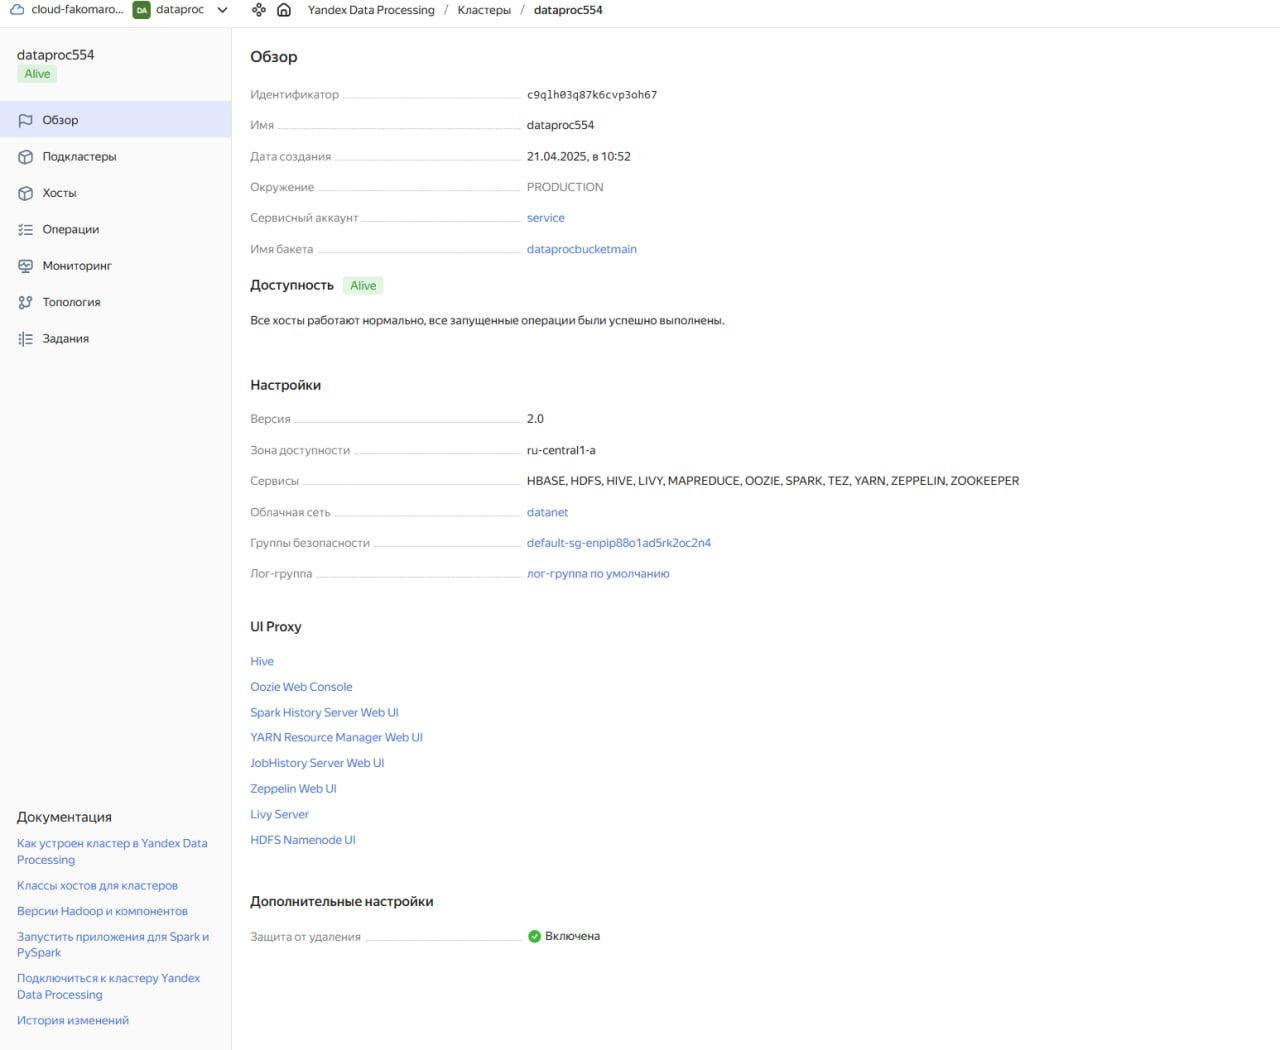 cloud-fakomaro... DA dataproc Yandex Data Processing / Кластеры / dataproc554
dataproc554
Alive
Обзор
Подкластеры
Хосты
Операции
Мониторинг
Топология
Задания
Документация
Как устроен кластер в Yandex Data
Processing
Классы хостов для кластеров
Версии Hadoop и компонентов
Запустить приложения для Spark и
PySpark
Подключиться к кластеру Yandex
Data Processing
История изменений
Обзор
Идентификатор c9qlh03q87k6cvp3oh67
Имя dataproc554
Дата создания 21.04.2025, в 10:52
Окружение PRODUCTION
Сервисный аккаунт service
Имя бакета dataprocbucketmain
Доступность Alive
Все хосты работают нормально, все запущенные операции были успешно выполнены.
Настройки
Версия 2.0
Зона доступности ru-central1-a
Сервисы HBASE, HDFS, HIVE, LIVY, MAPREDUCE, OOZIE, SPARK, TEZ, YARN, ZEPPELIN, ZOOKEEPER
Облачная сеть datanet
Группы безопасности default-sg-enpip88o1ad5rk2oc2n4
Лог-группа лог-группа по умолчанию
UI Proxy
Hive
Oozie Web Console
Spark History Server Web UI
YARN Resource Manager Web UI
JobHistory Server Web UI
Zeppelin Web UI
Livy Server
HDFS Namenode UI
Дополнительные настройки
Защита от удаления Включена